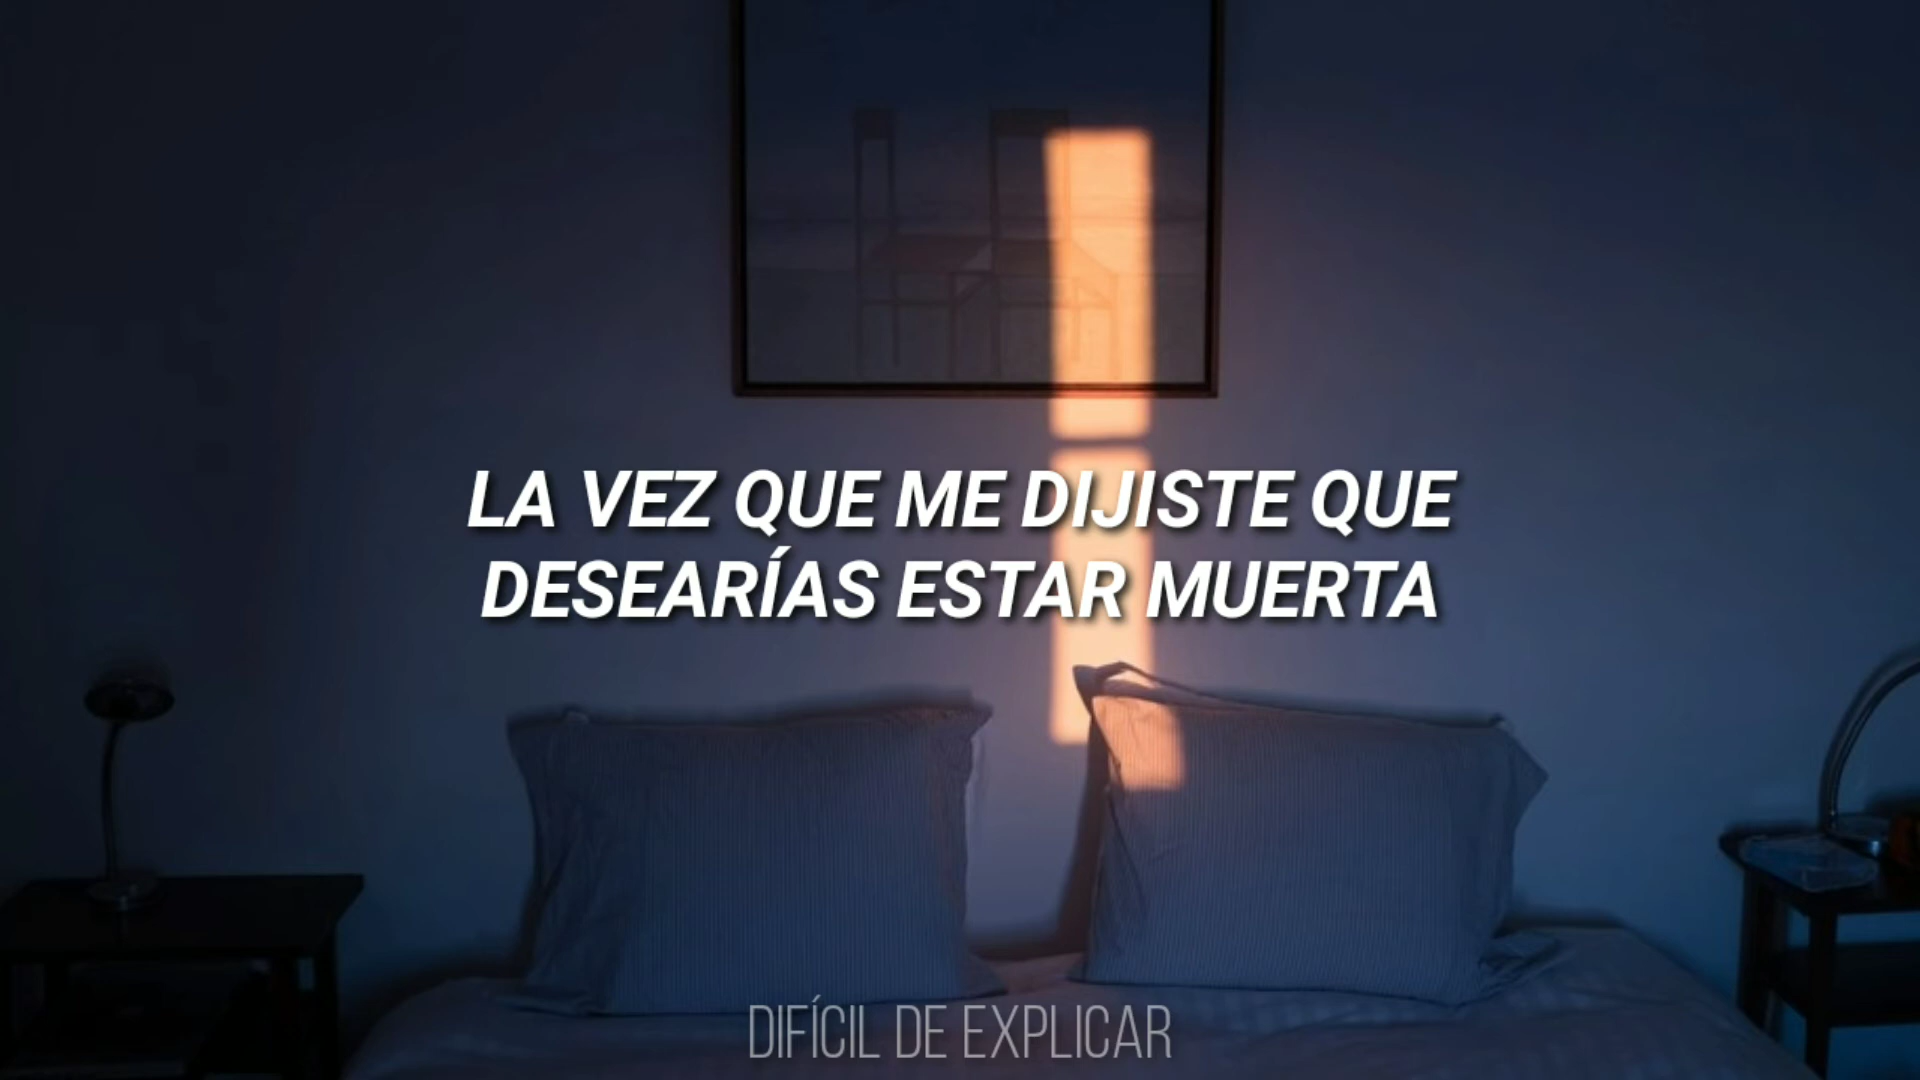 LA VEZ QUE ME DIJISTE QUE
DESEARÍAS ESTAR MUERTA
DIFÍCIL DE EXPLICAR